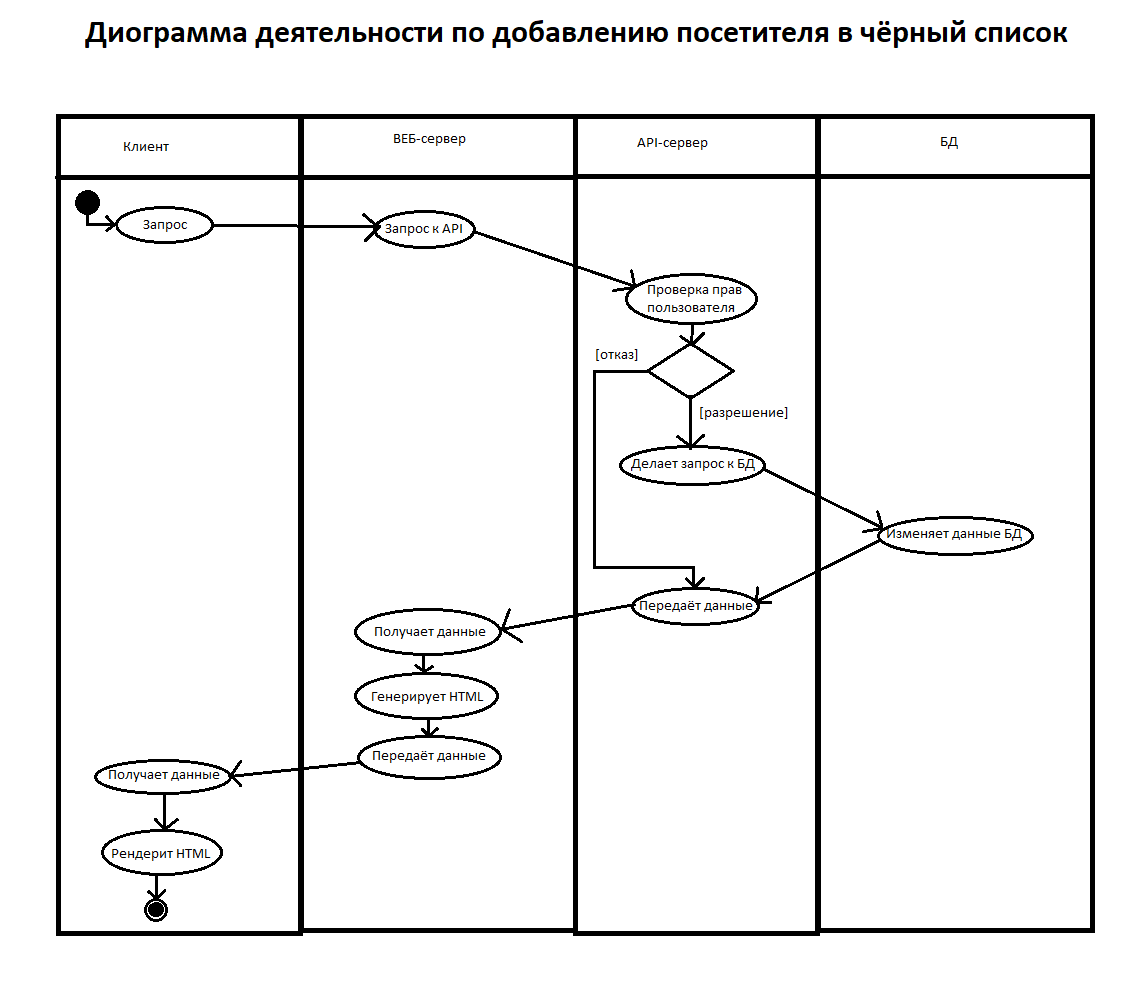 Диограмма деятельности по добавлению посетителя в чёрный список
Клиент
ВЕБ-сервер
API-сервер
БД
Запрос
Запрос к API
Проверка прав
пользователя
[отказ]
[разрешение]
Делает запрос к БД
Изменяет данные БД
Передаёт данные
Получает данные
Генерирует HTML
Передаёт данные
Получает данные
Рендерит HTML